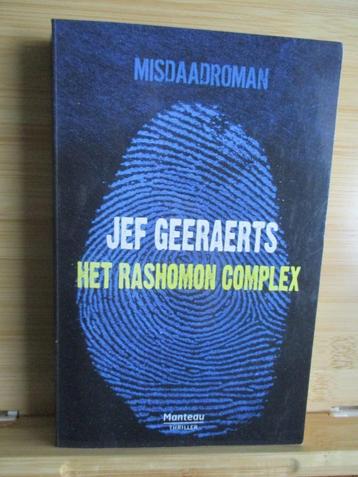 MISDAADROMAN
JEF GEERAERTS
HET RASHOMON COMPLEX
Manteau
THRILLER